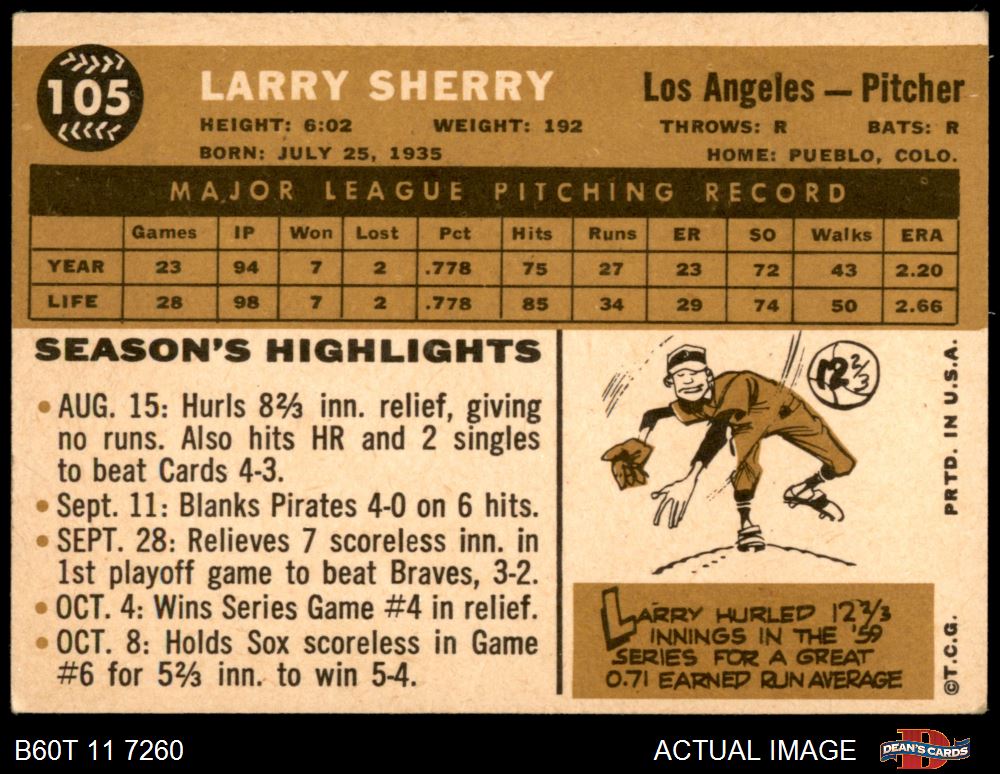 105
LARRY SHERRY
Los Angeles — Pitcher
HEIGHT: 6:02 WEIGHT: 192 THROWS: R BATS: R
BORN: JULY 25, 1935 HOME: PUEBLO, COLO.
MAJOR LEAGUE PITCHING RECORD
Games IP Won Lost Pct Hits Runs ER SO Walks ERA
YEAR 23 94 7 2 .778 75 27 23 72 43 2.20
LIFE 28 98 7 2 .778 85 34 29 74 50 2.66
SEASON'S HIGHLIGHTS
• AUG. 15: Hurls 8⅔ inn. relief, giving
no runs. Also hits HR and 2 singles
to beat Cards 4-3.
• Sept. 11: Blanks Pirates 4-0 on 6 hits.
• SEPT. 28: Relieves 7 scoreless inn. in
1st playoff game to beat Braves, 3-2.
• OCT. 4: Wins Series Game #4 in relief.
• OCT. 8: Holds Sox scoreless in Game
#6 for 5⅔ inn. to win 5-4.
12⅔
LARRY HURLED 12⅔
INNINGS IN THE '59
SERIES FOR A GREAT
0.71 EARNED RUN AVERAGE
PRTD. IN U.S.A.
©T.C.G.
B60T 11 7260
ACTUAL IMAGE
DEAN'S CARDS